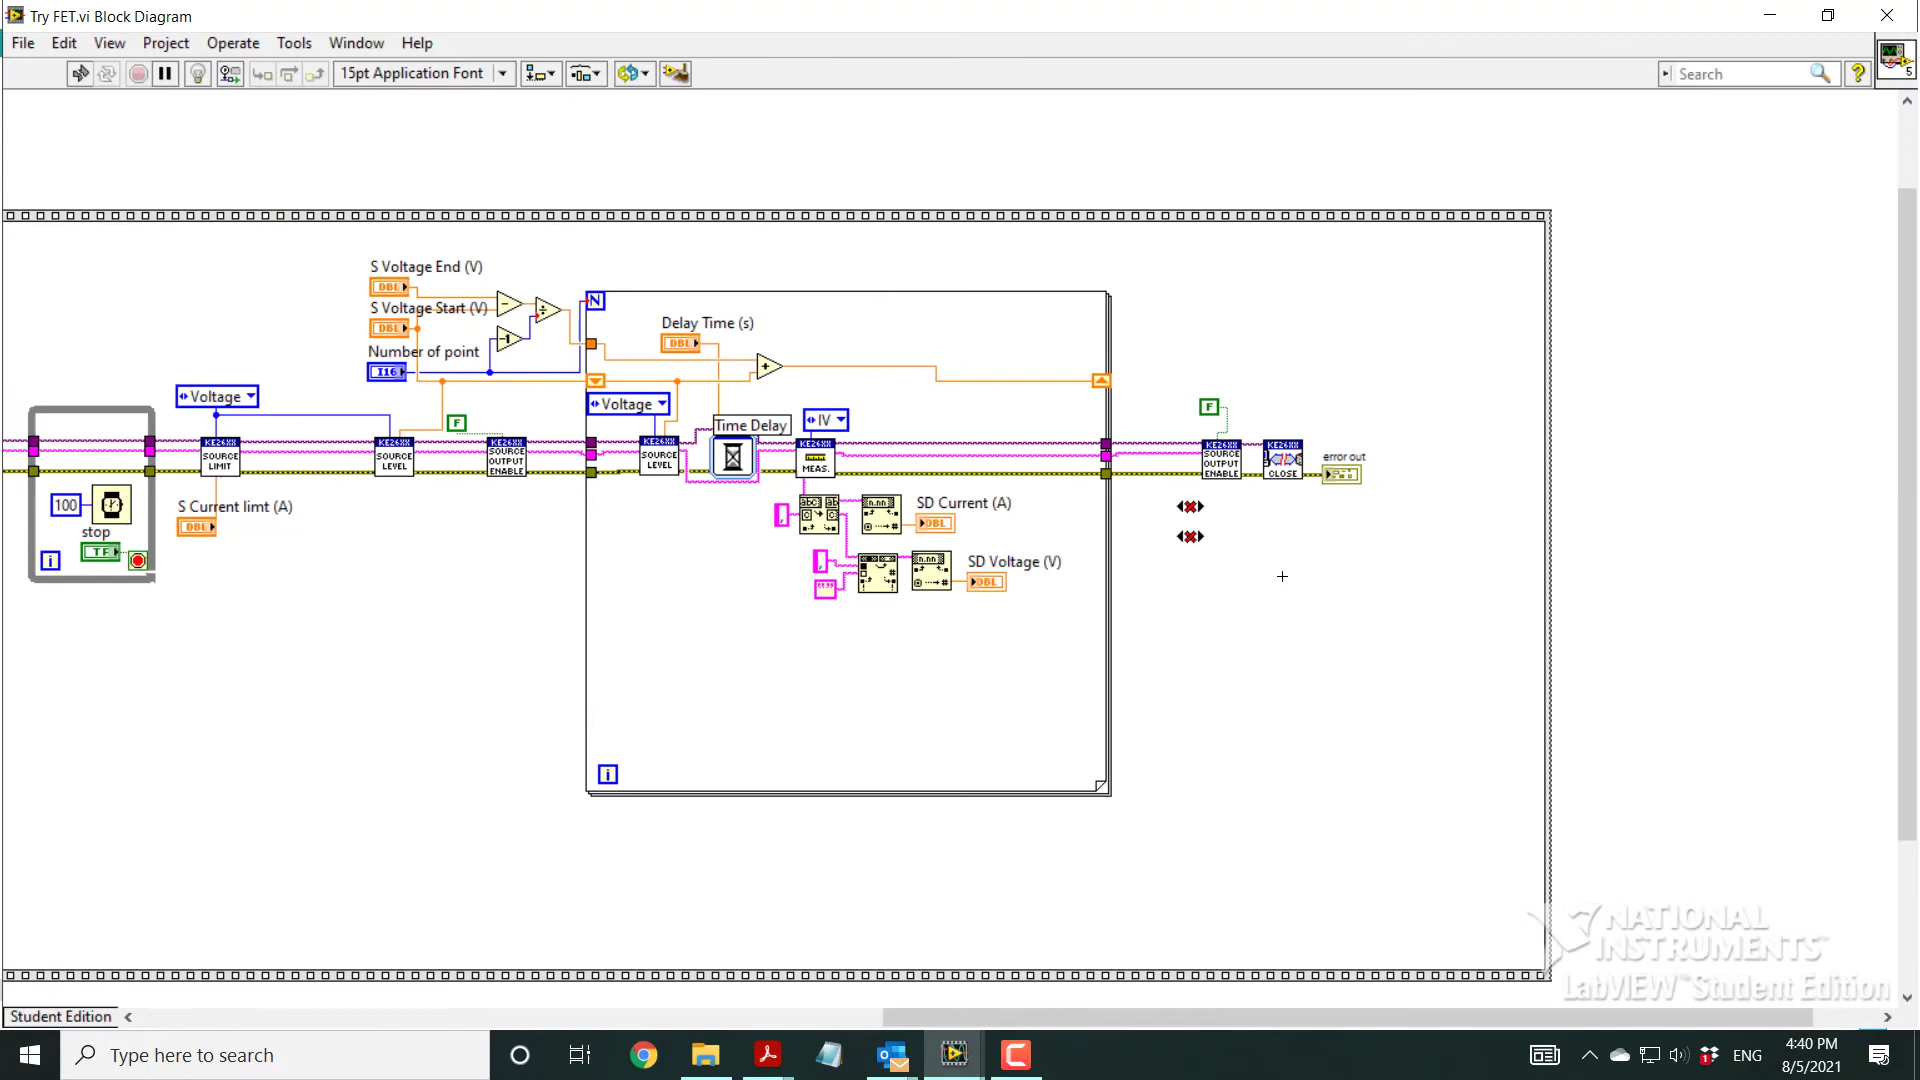 Try FET.vi Block Diagram
File Edit View Project Operate Tools Window Help
15pt Application Font
Search
5
S Voltage End (V)
DBL
S Voltage Start (V)
DBL
Number of point
I16
N
Delay Time (s)
DBL
Voltage
Voltage
F
Time Delay
IV
F
KE26XX
SOURCE
LIMIT
KE26XX
SOURCE
LEVEL
KE26XX
SOURCE
OUTPUT
ENABLE
KE26XX
SOURCE
LEVEL
KE26XX
MEAS.
KE26XX
SOURCE
OUTPUT
ENABLE
KE26XX
CLOSE
error out
100
stop
TF
i
S Current limt (A)
DBL
SD Current (A)
DBL
SD Voltage (V)
DBL
i
NATIONAL
INSTRUMENTS™
LabVIEW™ Student Edition
Student Edition
Type here to search
ENG
4:40 PM
8/5/2021